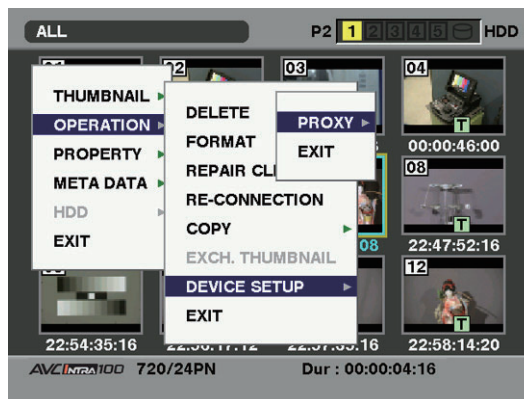 ALL
P2 1 2 3 4 5 HDD
02
03
04
THUMBNAIL
OPERATION
PROPERTY
META DATA
HDD
EXIT
DELETE
FORMAT
REPAIR
RE-CONNECTION
COPY
EXCH. THUMBNAIL
DEVICE SETUP
EXIT
PROXY
EXIT
T
00:00:46:00
08
T
08
22:47:52:16
12
T
22:54:35:16
22:58:14:20
AVC INTRA 100 720/24PN
Dur : 00:00:04:16